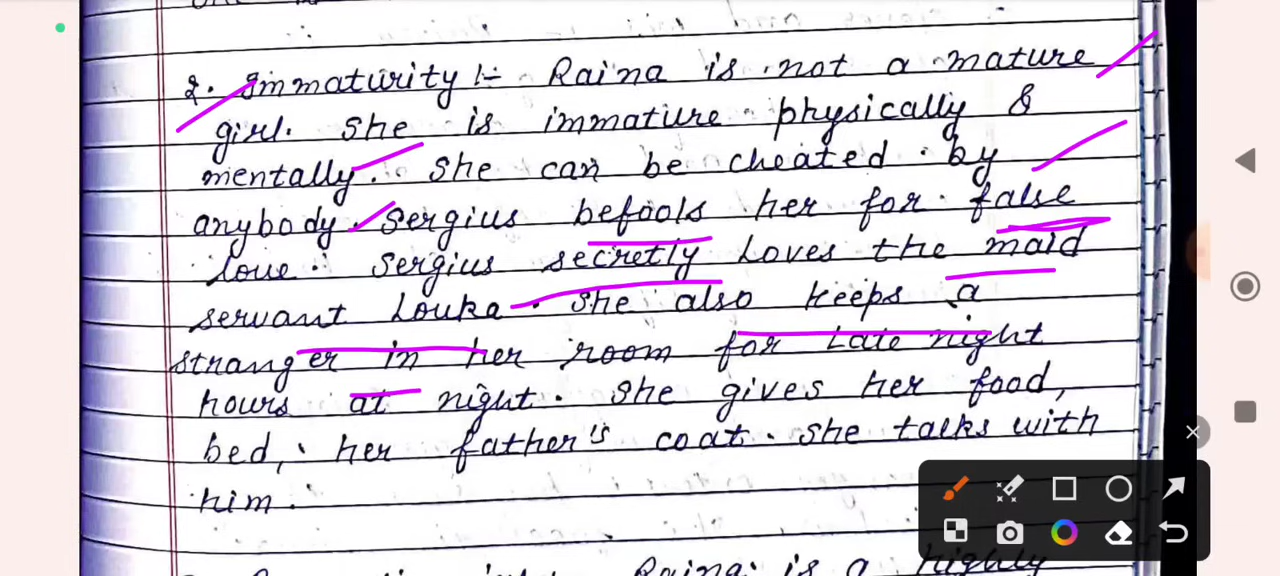 2. Immaturity :- Raina is not a mature
girl. She is immature physically &
mentally. She can be cheated by
anybody. Sergius befools her for false
love. Sergius secretly Loves the maid
servant Louka. She also keeps a
stranger in her room for Late night
hours at night. She gives her food,
bed, her father's coat. She talks with
him.
Raina is a highly